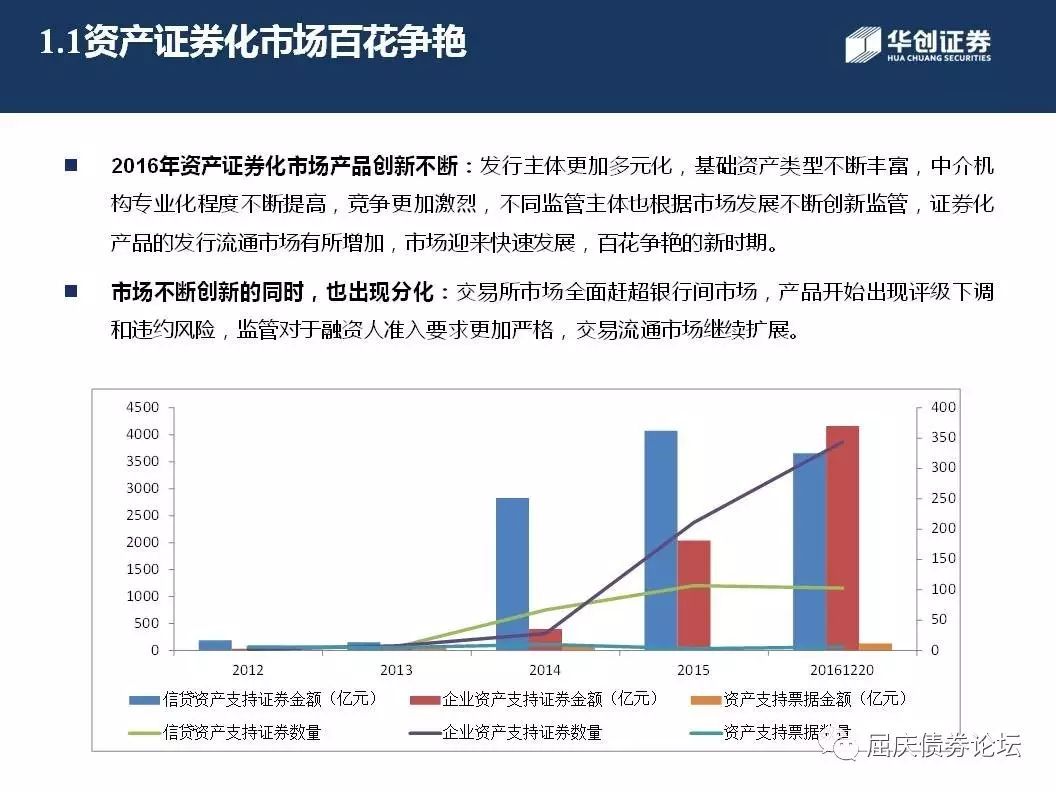 1.1资产证券化市场百花争艳
华创证券
HUA CHUANG SECURITIES
2016年资产证券化市场产品创新不断：发行主体更加多元化，基础资产类型不断丰富，中介机
构专业化程度不断提高，竞争更加激烈，不同监管主体也根据市场发展不断创新监管，证券化
产品的发行流通市场有所增加，市场迎来快速发展，百花争艳的新时期。
市场不断创新的同时，也出现分化：交易所市场全面赶超银行间市场，产品开始出现评级下调
和违约风险，监管对于融资人准入要求更加严格，交易流通市场继续扩展。
4500 400
4000 350
3500 300
3000 250
2500 200
2000 150
1500 100
1000 50
500 0
0
2012 2013 2014 2015 20161220
信贷资产支持证券金额（亿元） 企业资产支持证券金额（亿元） 资产支持票据金额（亿元）
信贷资产支持证券数量 企业资产支持证券数量 资产支持票据数量
屈庆债券论坛